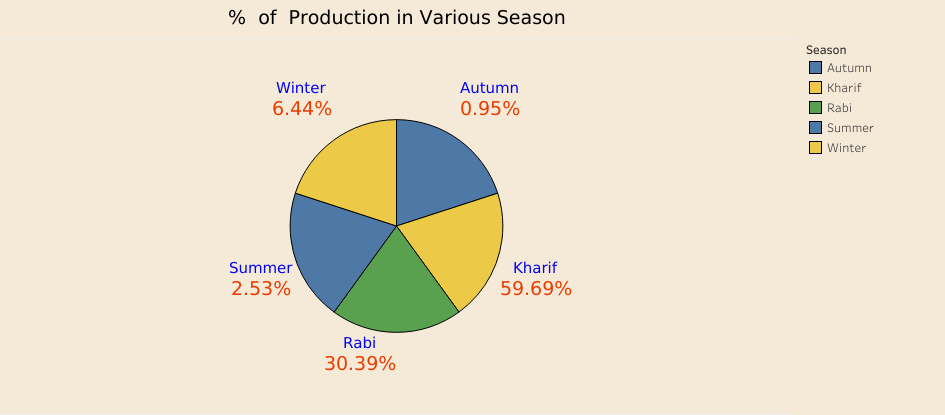 % of Production in Various Season
Season
Autumn
Kharif
Rabi
Summer
Winter
Winter
6.44%
Autumn
0.95%
Summer
2.53%
Kharif
59.69%
Rabi
30.39%